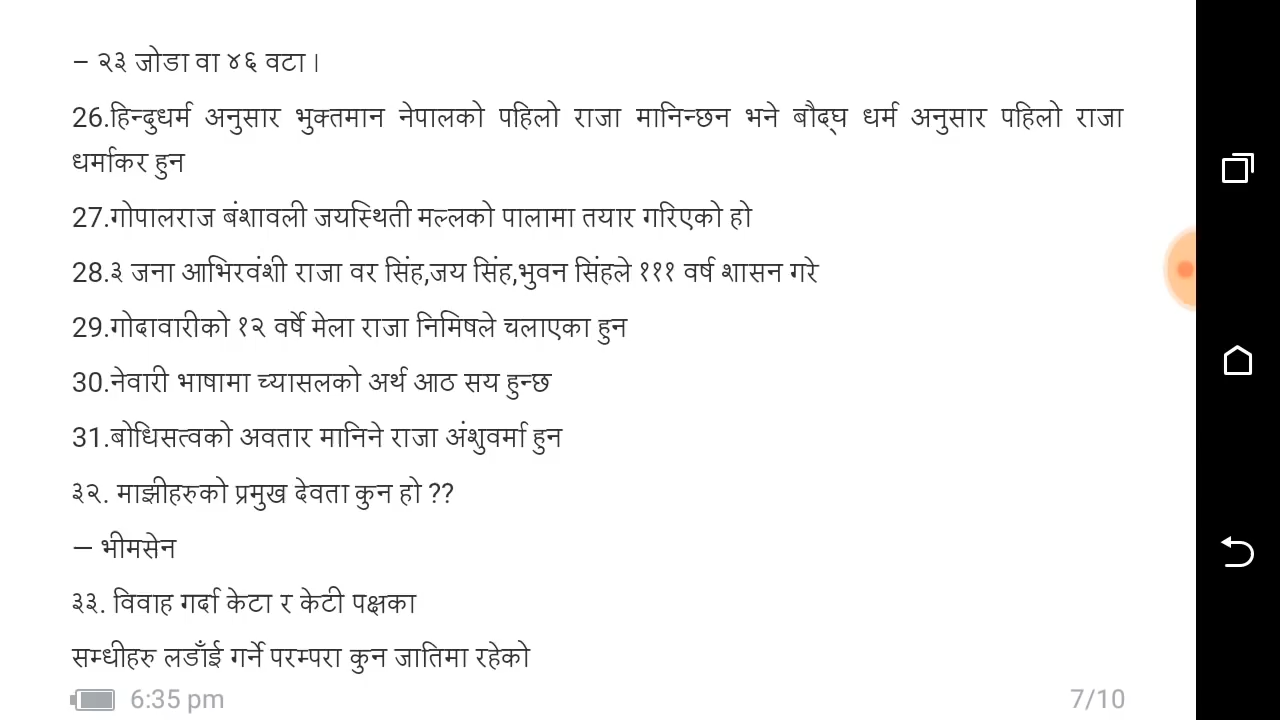 – २३ जोडा वा ४६ वटा ।
26.हिन्दुधर्म अनुसार भुक्तमान नेपालको पहिलो राजा मानिन्छन भने बौद्घ धर्म अनुसार पहिलो राजा
धर्माकर हुन
27.गोपालराज बंशावली जयस्थिती मल्लको पालामा तयार गरिएको हो
28.३ जना आभिरवंशी राजा वर सिंह,जय सिंह,भुवन सिंहले १११ वर्ष शासन गरे
29.गोदावारीको १२ वर्षे मेला राजा निमिषले चलाएका हुन
30.नेवारी भाषामा च्यासलको अर्थ आठ सय हुन्छ
31.बोधिसत्वको अवतार मानिने राजा अंशुवर्मा हुन
३२. माझीहरुको प्रमुख देवता कुन हो ??
— भीमसेन
३३. विवाह गर्दा केटा र केटी पक्षका
सम्धीहरु लडाँई गर्ने परम्परा कुन जातिमा रहेको
6:35 pm
7/10